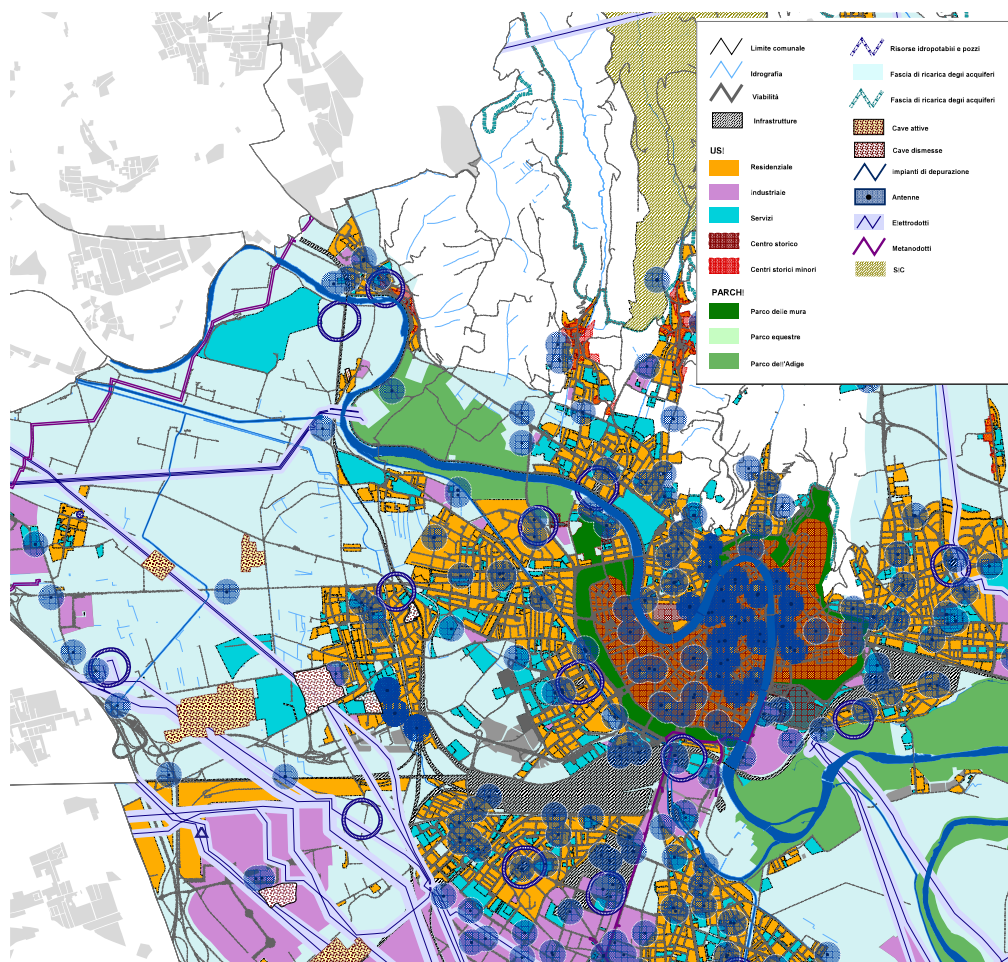 Limite comunale
Idrografia
Viabilità
Infrastrutture
USI
Residenziale
industriale
Servizi
Centro storico
Centri storici minori
PARCHI
Parco delle mura
Parco equestre
Parco dell'Adige
Risorse idropotabili e pozzi
Fascia di ricarica degli acquiferi
Fascia di ricarica degli acquiferi
Cave attive
Cave dismesse
impianti di depurazione
Antenne
Elettrodotti
Metanodotti
SIC